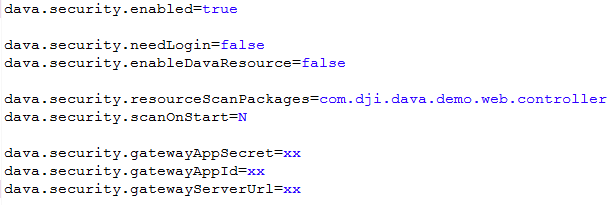 dava.security.enabled=true
dava.security.needLogin=false
dava.security.enableDavaResource=false
dava.security.resourceScanPackages=com.dji.dava.demo.web.controller
dava.security.scanOnStart=N
dava.security.gatewayAppSecret=xx
dava.security.gatewayAppId=xx
dava.security.gatewayServerUrl=xx